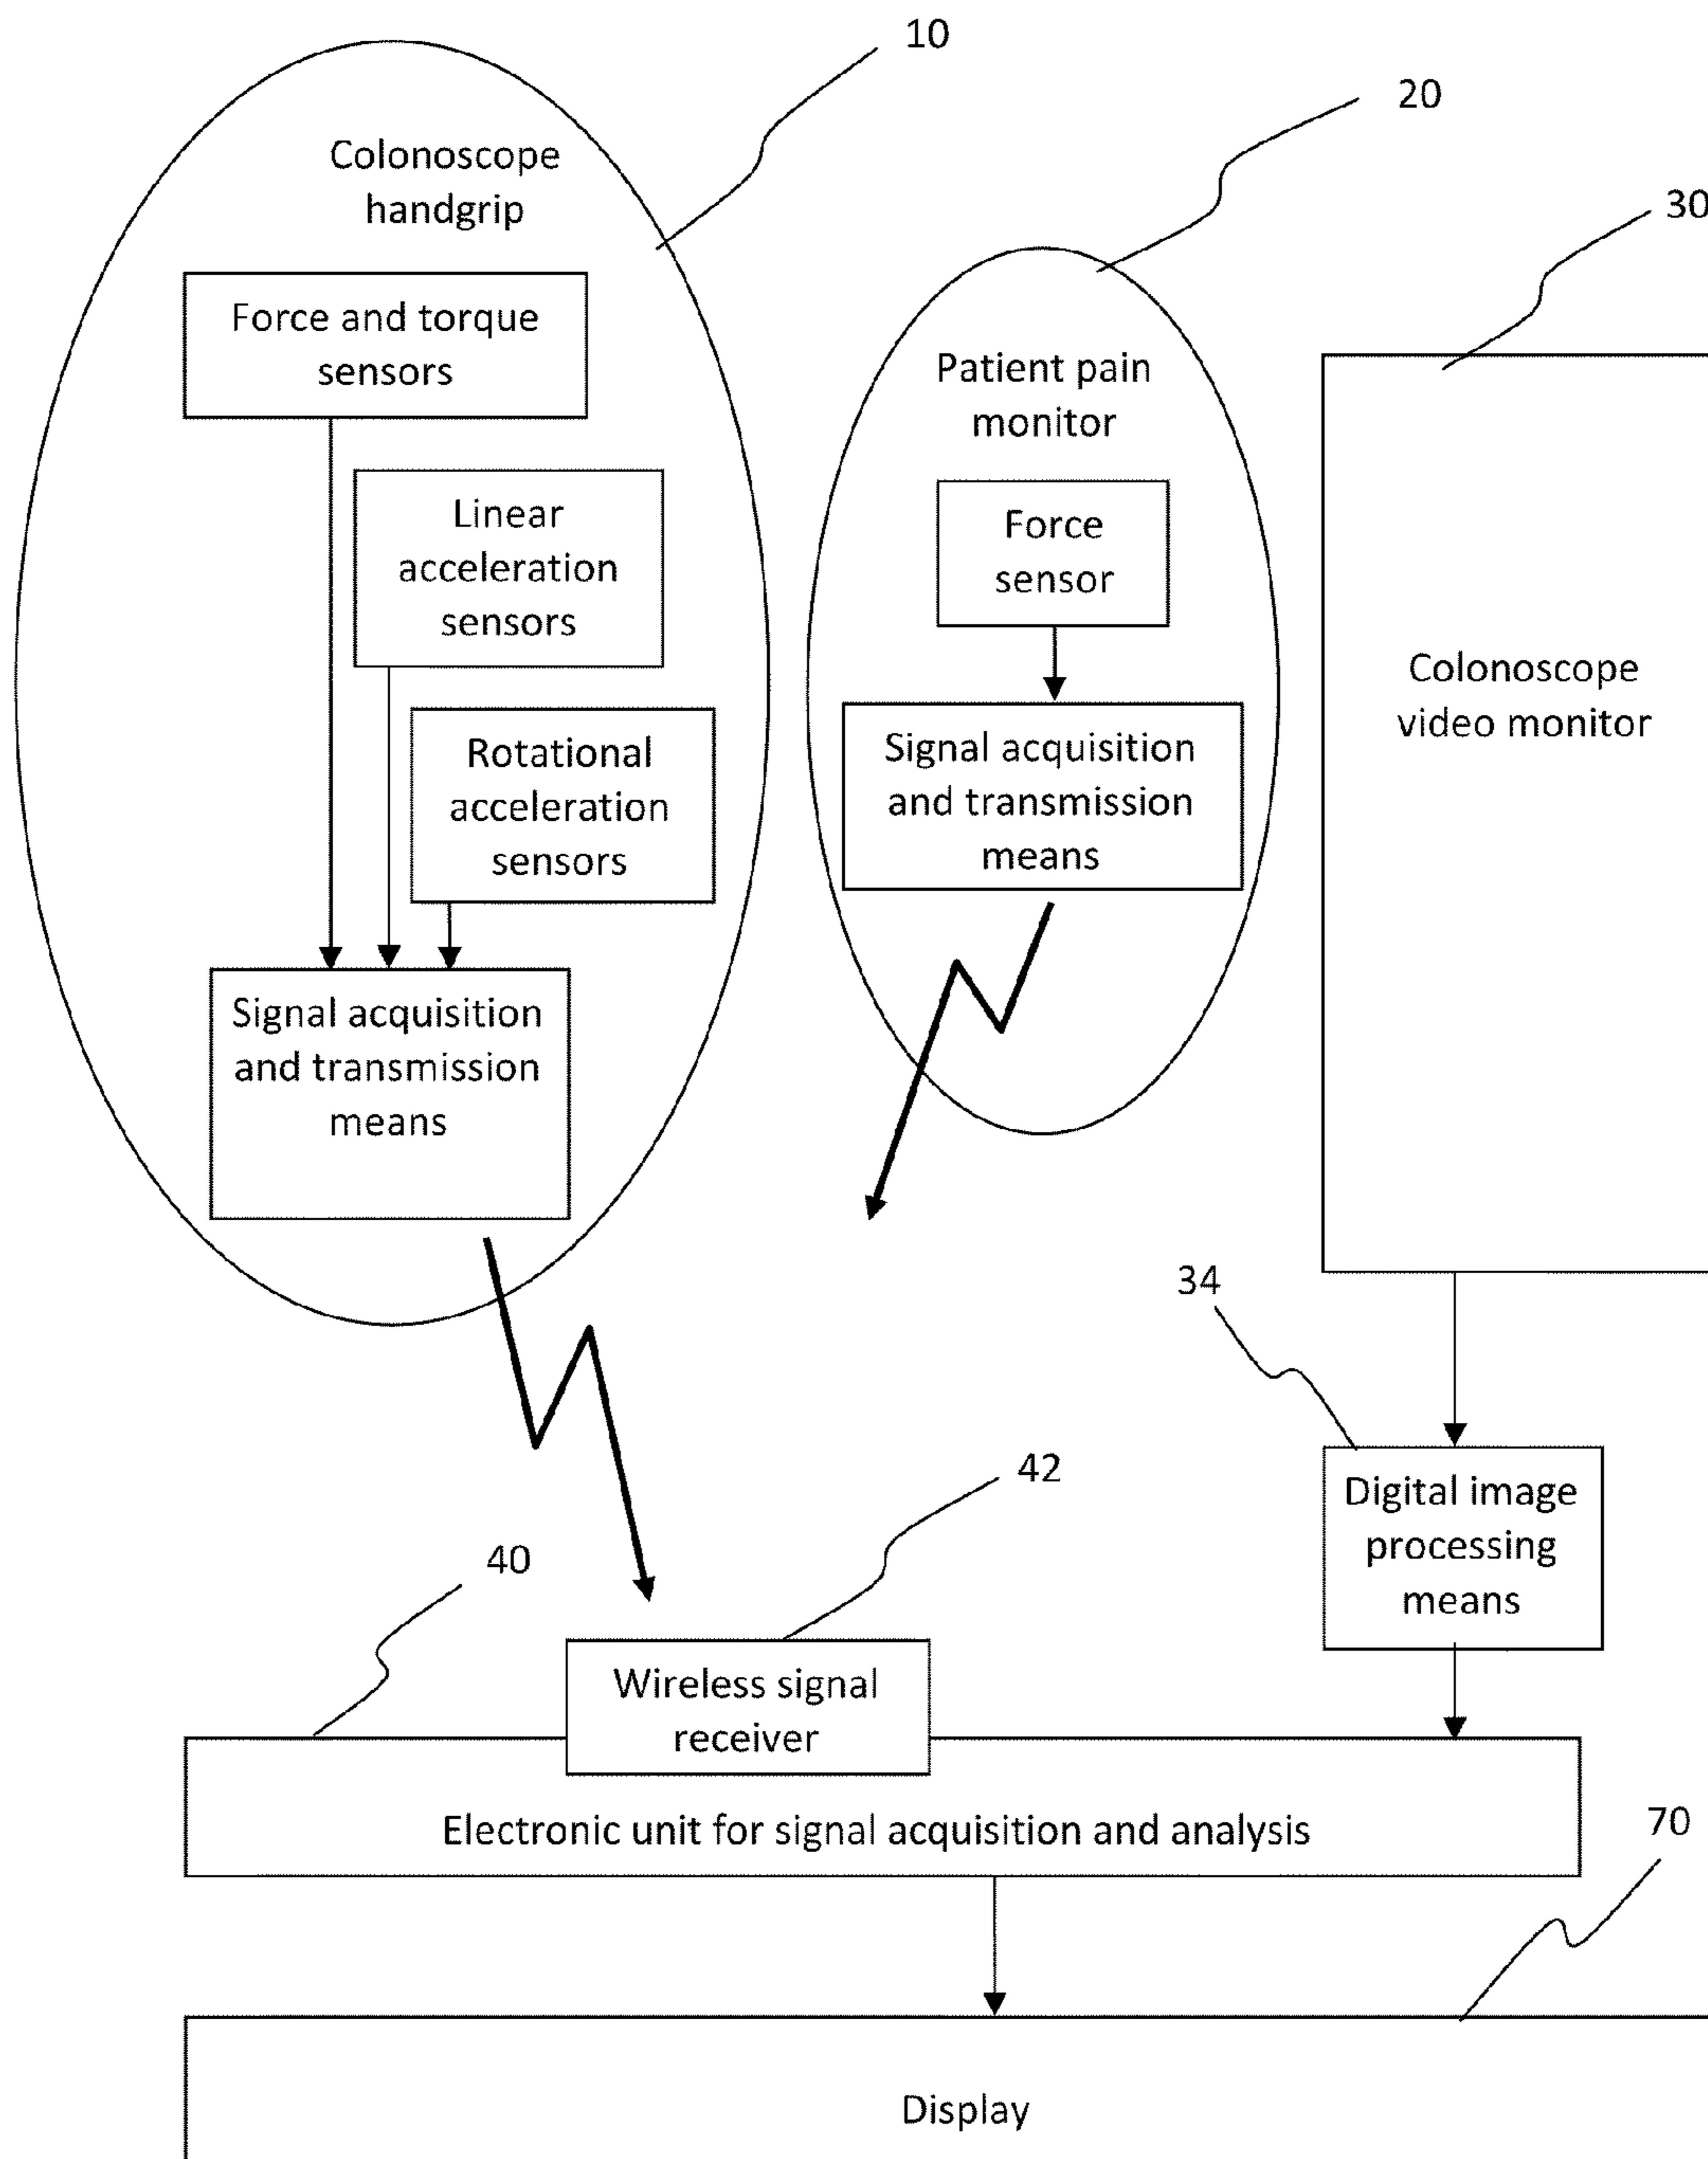 10
20
30
Colonoscope
handgrip
Force and torque
sensors
Linear
acceleration
sensors
Rotational
acceleration
sensors
Signal acquisition
and transmission
means
Patient pain
monitor
Force
sensor
Signal acquisition
and transmission
means
Colonoscope
video monitor
34
Digital image
processing
means
42
40
Wireless signal
receiver
Electronic unit for signal acquisition and analysis
70
Display